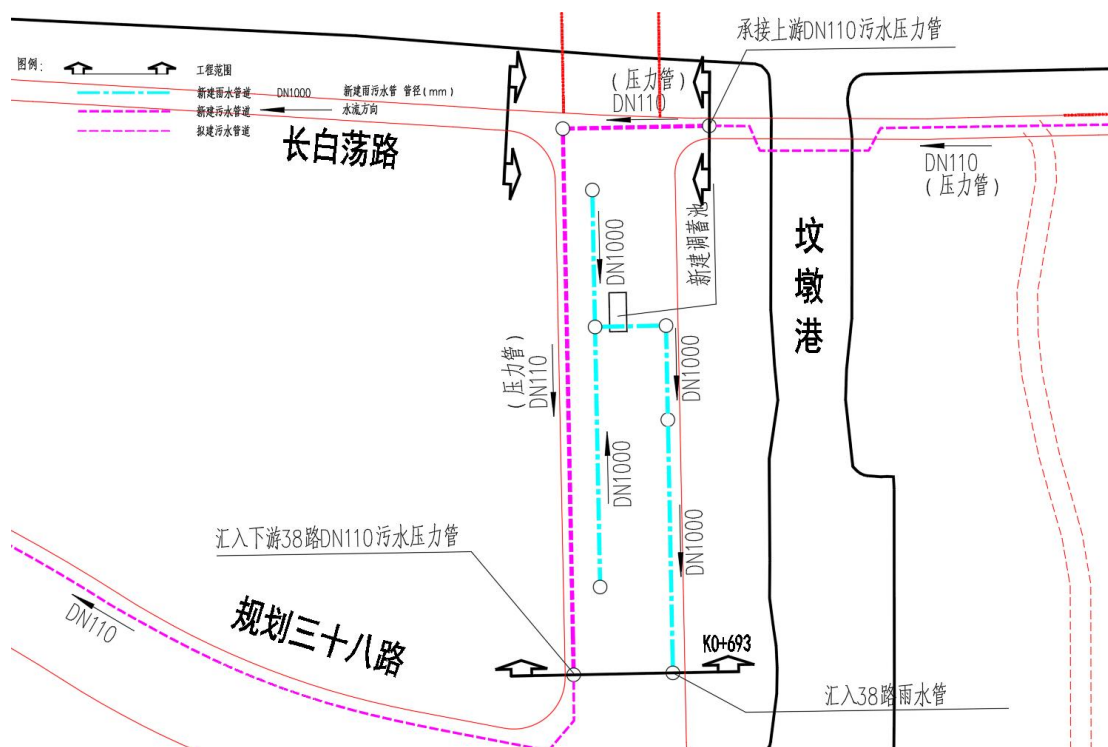 承接上游DN110污水压力管
图例:
工程范围
新建雨水管道 DN1000 新建雨污水管 管径(mm)
新建污水管道 水流方向
拟建污水管道
(压力管)
DN110
长白荡路
DN110
(压力管)
DN1000
新建调蓄池
坟墩港
(压力管)
DN110
DN1000
DN1000
DN1000
汇入下游38路DN110污水压力管
DN110
规划三十八路
K0+693
汇入38路雨水管